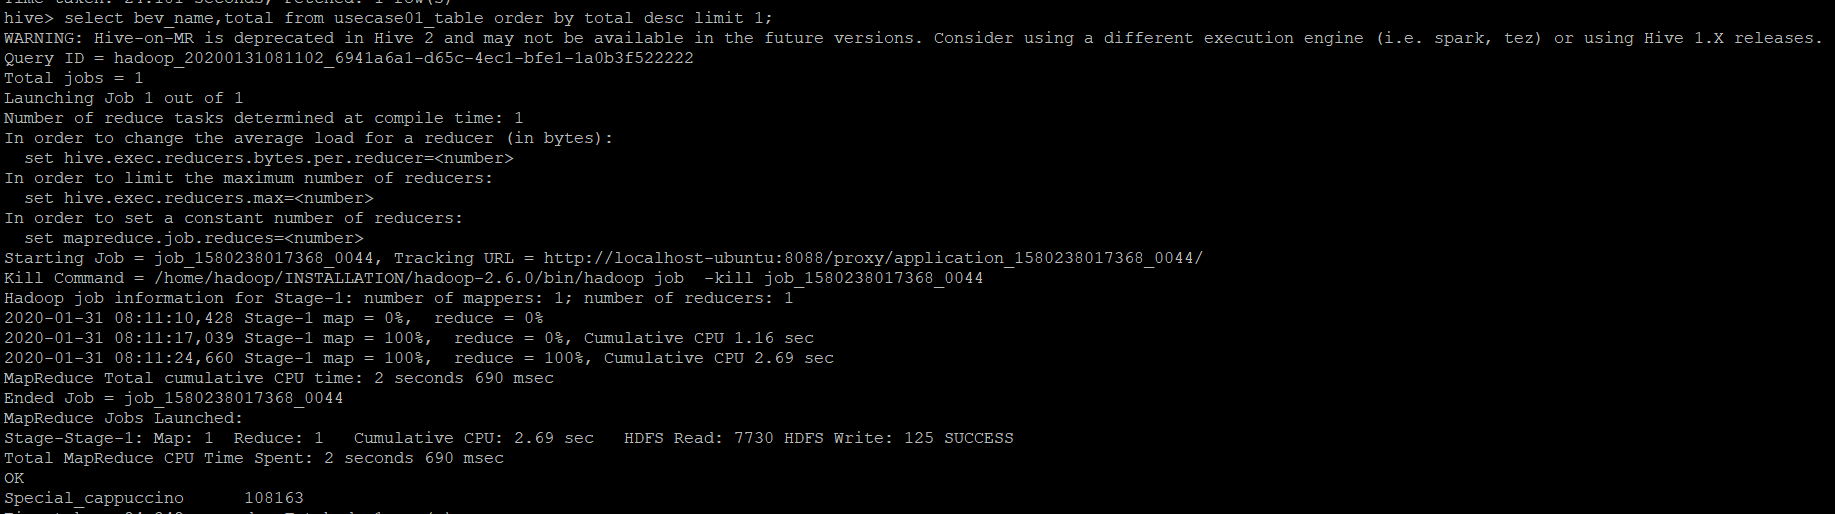 hive> select bev_name,total from usecase01_table order by total desc limit 1;
WARNING: Hive-on-MR is deprecated in Hive 2 and may not be available in the future versions. Consider using a different execution engine (i.e. spark, tez) or using Hive 1.X releases.
Query ID = hadoop_20200131081102_6941a6a1-d65c-4ec1-bfe1-1a0b3f522222
Total jobs = 1
Launching Job 1 out of 1
Number of reduce tasks determined at compile time: 1
In order to change the average load for a reducer (in bytes):
  set hive.exec.reducers.bytes.per.reducer=<number>
In order to limit the maximum number of reducers:
  set hive.exec.reducers.max=<number>
In order to set a constant number of reducers:
  set mapreduce.job.reduces=<number>
Starting Job = job_1580238017368_0044, Tracking URL = http://localhost-ubuntu:8088/proxy/application_1580238017368_0044/
Kill Command = /home/hadoop/INSTALLATION/hadoop-2.6.0/bin/hadoop job  -kill job_1580238017368_0044
Hadoop job information for Stage-1: number of mappers: 1; number of reducers: 1
2020-01-31 08:11:10,428 Stage-1 map = 0%,  reduce = 0%
2020-01-31 08:11:17,039 Stage-1 map = 100%,  reduce = 0%, Cumulative CPU 1.16 sec
2020-01-31 08:11:24,660 Stage-1 map = 100%,  reduce = 100%, Cumulative CPU 2.69 sec
MapReduce Total cumulative CPU time: 2 seconds 690 msec
Ended Job = job_1580238017368_0044
MapReduce Jobs Launched:
Stage-Stage-1: Map: 1  Reduce: 1   Cumulative CPU: 2.69 sec   HDFS Read: 7730 HDFS Write: 125 SUCCESS
Total MapReduce CPU Time Spent: 2 seconds 690 msec
OK
Special_cappuccino      108163